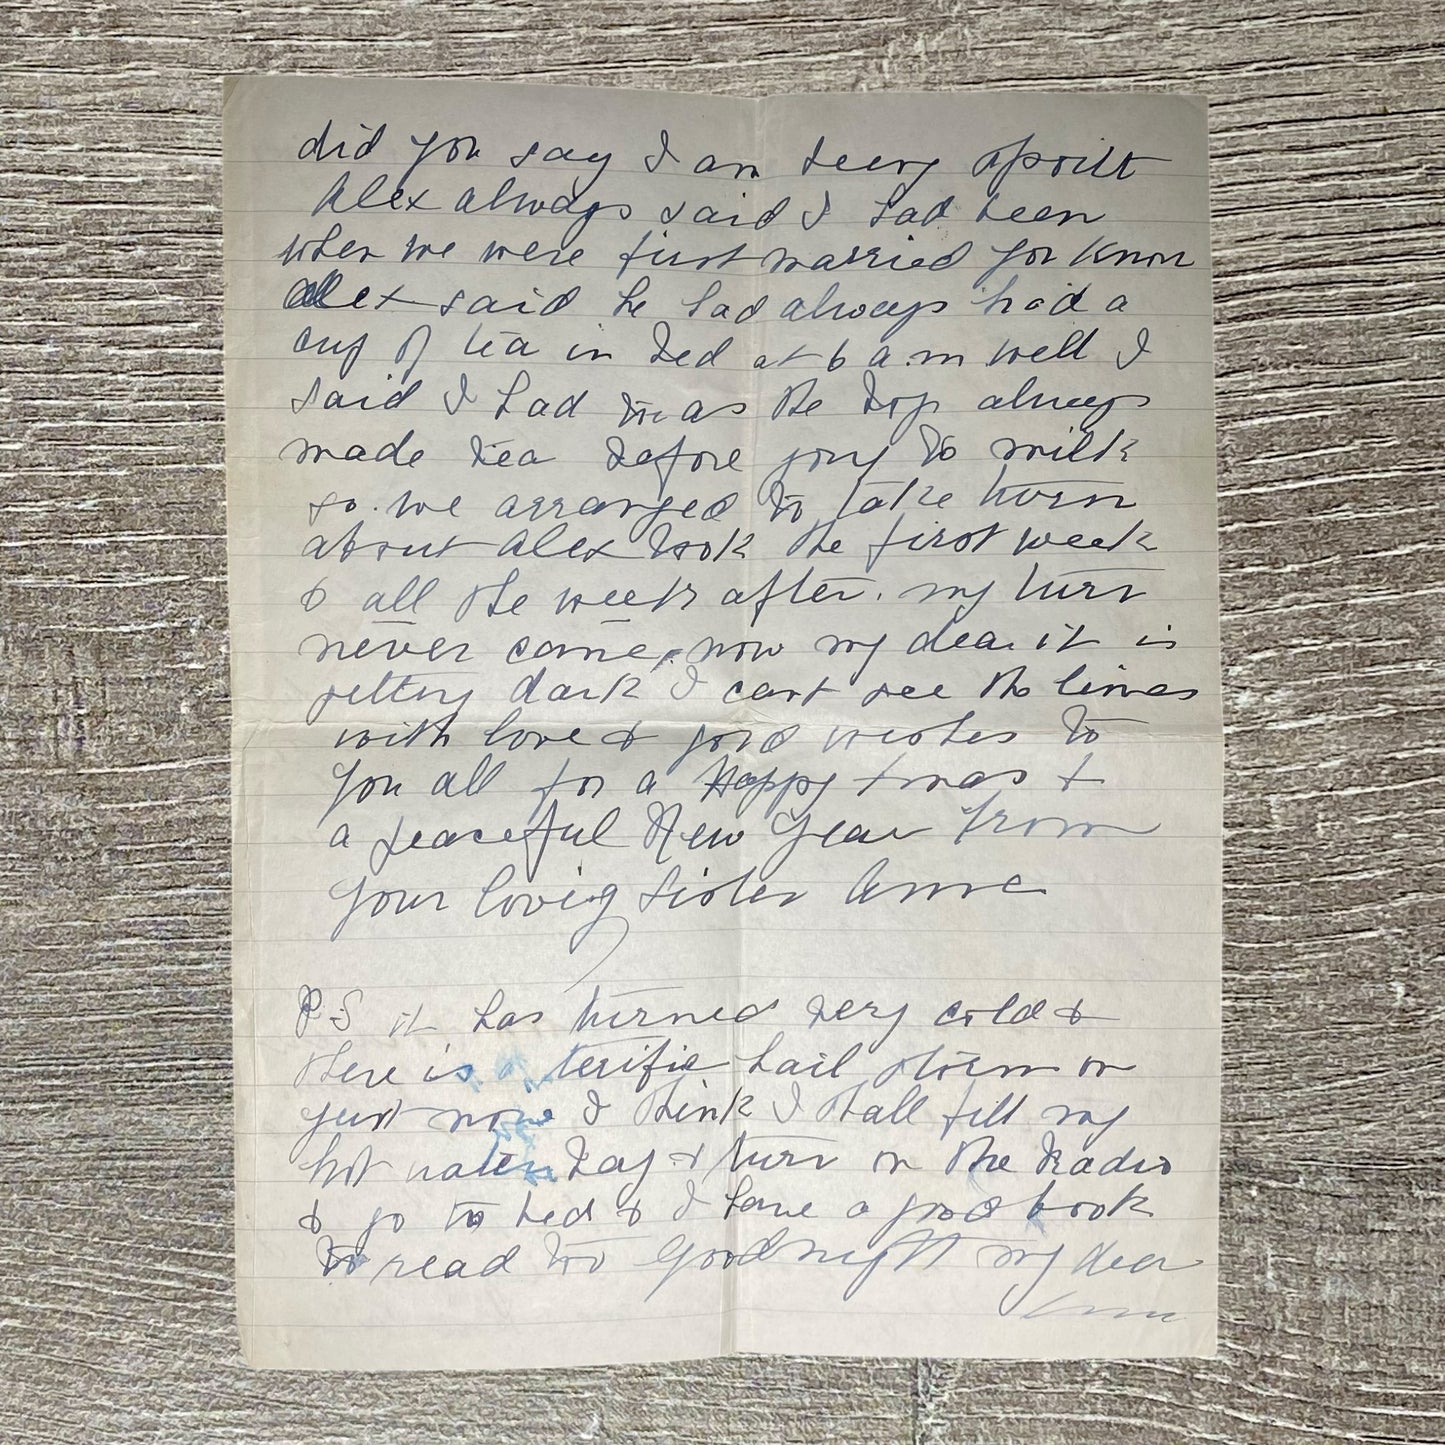 did you say I am being spoilt
Alex always said I had been
when we were first married you know
Alex said he had always had a
cup of tea in bed at 6 a.m well I
said I had too as the boys always
made tea before going to milk
so we arranged to take turn
about Alex took the first week
& all the weeks after. my turn
never came, now my dear it is
getting dark I cant see the lines
with love & good wishes to
you all for a Happy Xmas &
a peaceful New Year from
your lovig sister Anne
P.S it has turned very cold &
there is a terific hail storm on
just now I think I shall fill my
hot water bag & turn on the radio
& go to bed & I have a good book
to read too Goodnight my dear
Anne